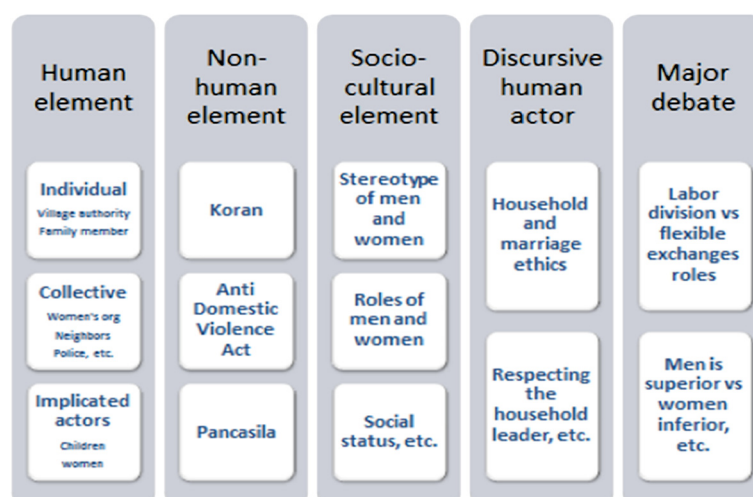 Human
element
Individual
Village authority
Family member
Collective
Women's org
Neighbors
Police, etc.
Implicated
actors
Children
women
Non-
human
element
Koran
Anti
Domestic
Violence
Act
Pancasila
Socio-
cultural
element
Stereotype
of men
and
women
Roles of
men and
women
Social
status, etc.
Discursive
human
actor
Household
and
marriage
ethics
Respecting
the
household
leader, etc.
Major
debate
Labor
division vs
flexible
exchanges
roles
Men is
superior vs
women
inferior,
etc.